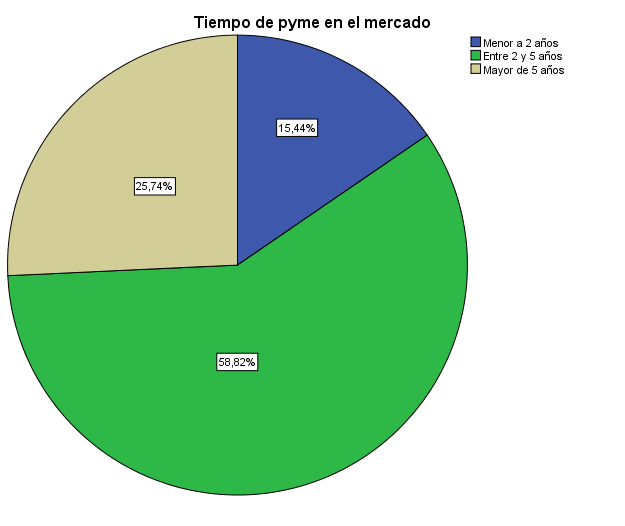 Tiempo de pyme en el mercado
Menor a 2 años
Entre 2 y 5 años
Mayor de 5 años
15,44%
25,74%
58,82%